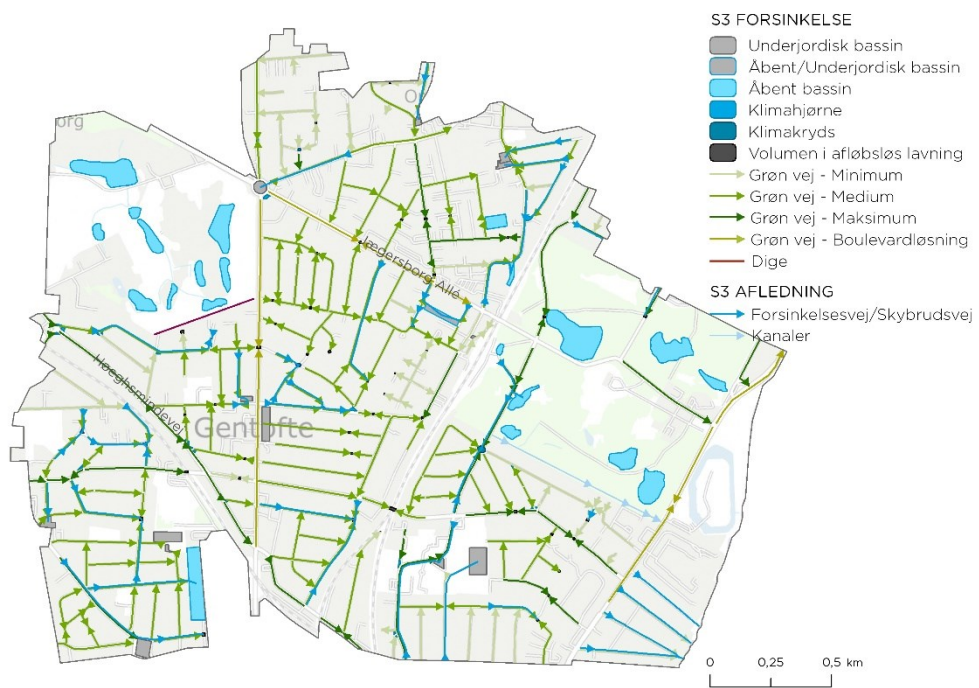 S3 FORSINKELSE
Underjordisk bassin
Åbent/Underjordisk bassin
Åbent bassin
Klimahjørne
Klimakryds
Volumen i afløbsløs lavning
Grøn vej - Minimum
Grøn vej - Medium
Grøn vej - Maksimum
Grøn vej - Boulevardløsning
Dige
S3 AFLEDNING
Forsinkelsesvej/Skybrudsvej
Kanaler
org
O
Jægersborg Allé
Høeghsmindevej
Gentofte
0 0,25 0,5 km